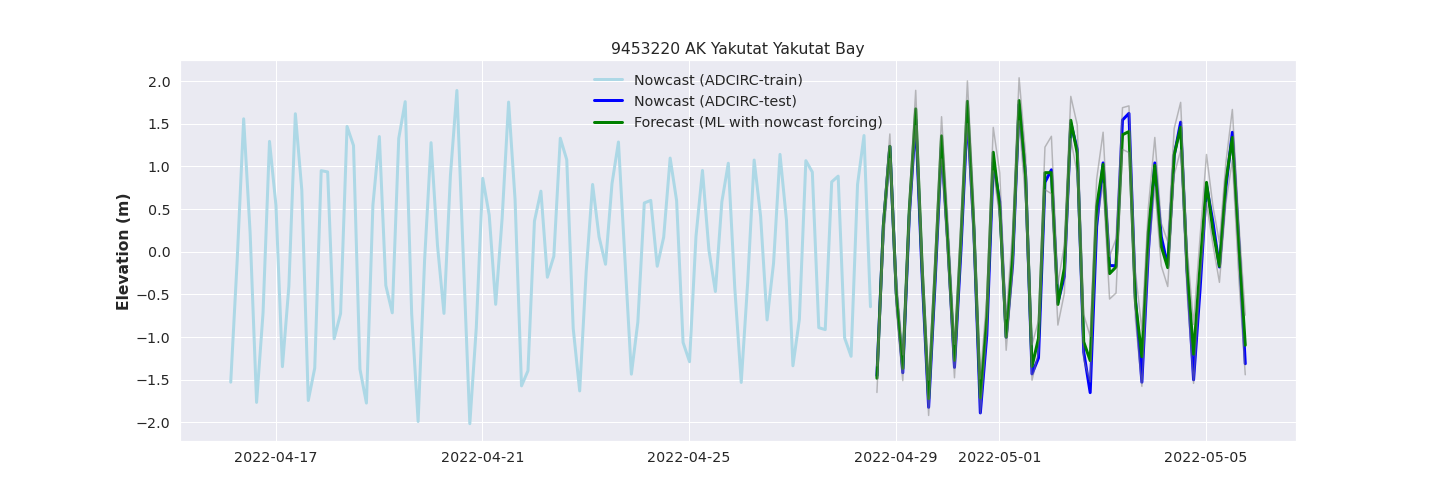 9453220 AK Yakutat Yakutat Bay
Nowcast (ADCIRC-train)
Nowcast (ADCIRC-test)
Forecast (ML with nowcast forcing)
Elevation (m)
2.0
1.5
1.0
0.5
0.0
−0.5
−1.0
−1.5
−2.0
2022-04-17 2022-04-21 2022-04-25 2022-04-29 2022-05-01 2022-05-05